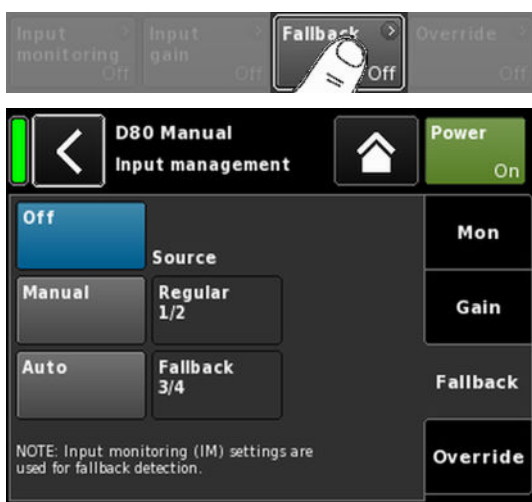 Input
monitoring
Off
Input
gain
Off
Fallback
Off
Override
Off
D80 Manual
Input management
Power
On
Off
Source
Manual
Regular
1/2
Auto
Fallback
3/4
NOTE: Input monitoring (IM) settings are
used for fallback detection.
Mon
Gain
Fallback
Override